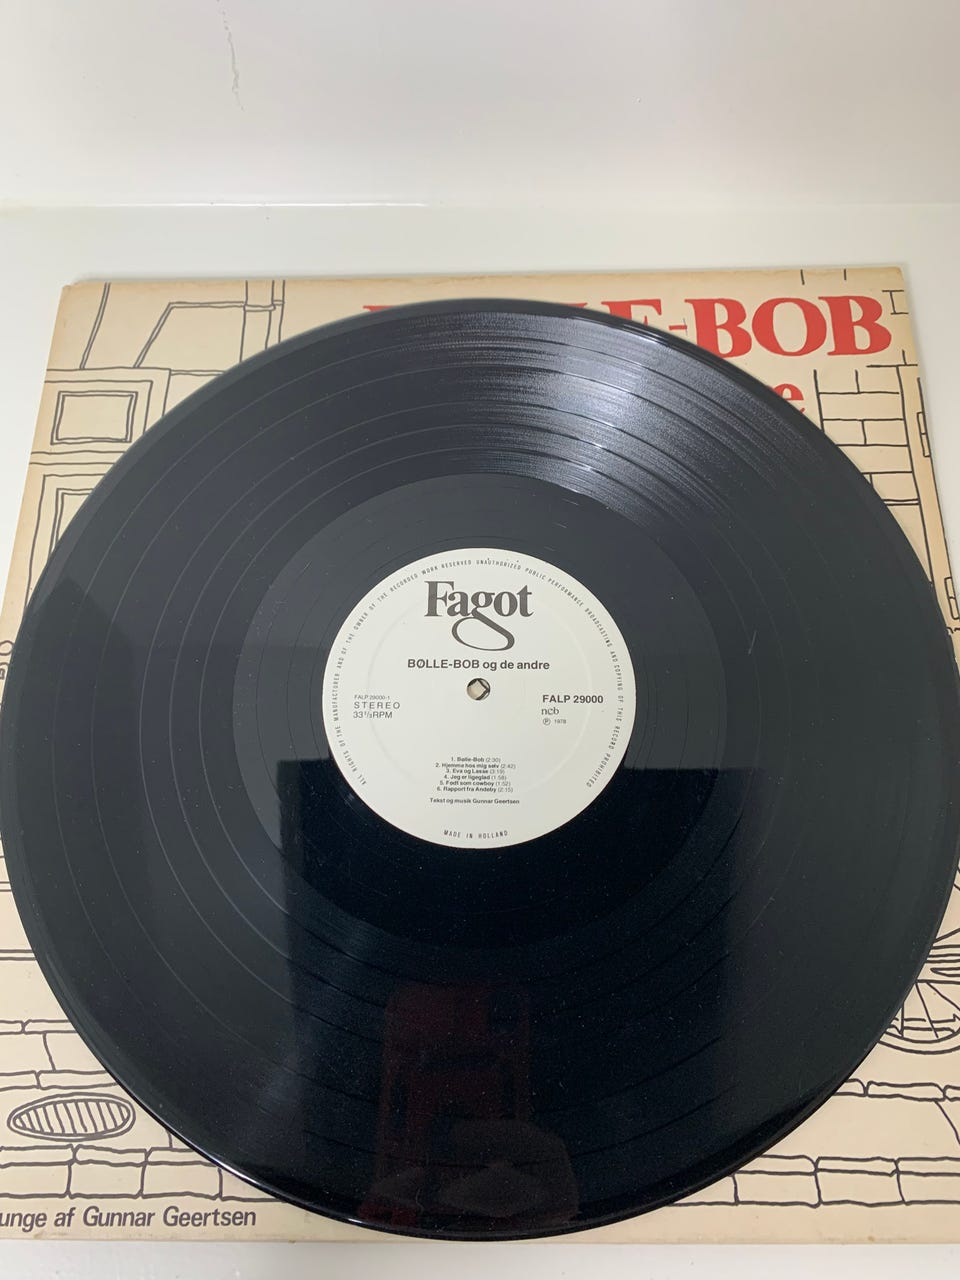 E-BOB
e
Fagot
BØLLE-BOB og de andre
FALP 29000-1
STEREO
33⅓RPM
FALP 29000
ncb
Ⓟ 1978
1. Bølle-Bob (2:30)
2. Hjemme hos mig selv (2:42)
3. Eva og Lasse (3:19)
4. Jeg er ligeglad (1:58)
5. Født som cowboy (1:52)
6. Rapport fra Andeby (2:15)
Tekst og musik Gunnar Geertsen
ALL RIGHTS OF THE MANUFACTURER AND OF THE OWNER OF THE RECORDED WORK RESERVED UNAUTHORIZED PUBLIC PERFORMANCE BROADCASTING AND COPYING OF THIS RECORD PROHIBITED
MADE IN HOLLAND
unge af Gunnar Geertsen